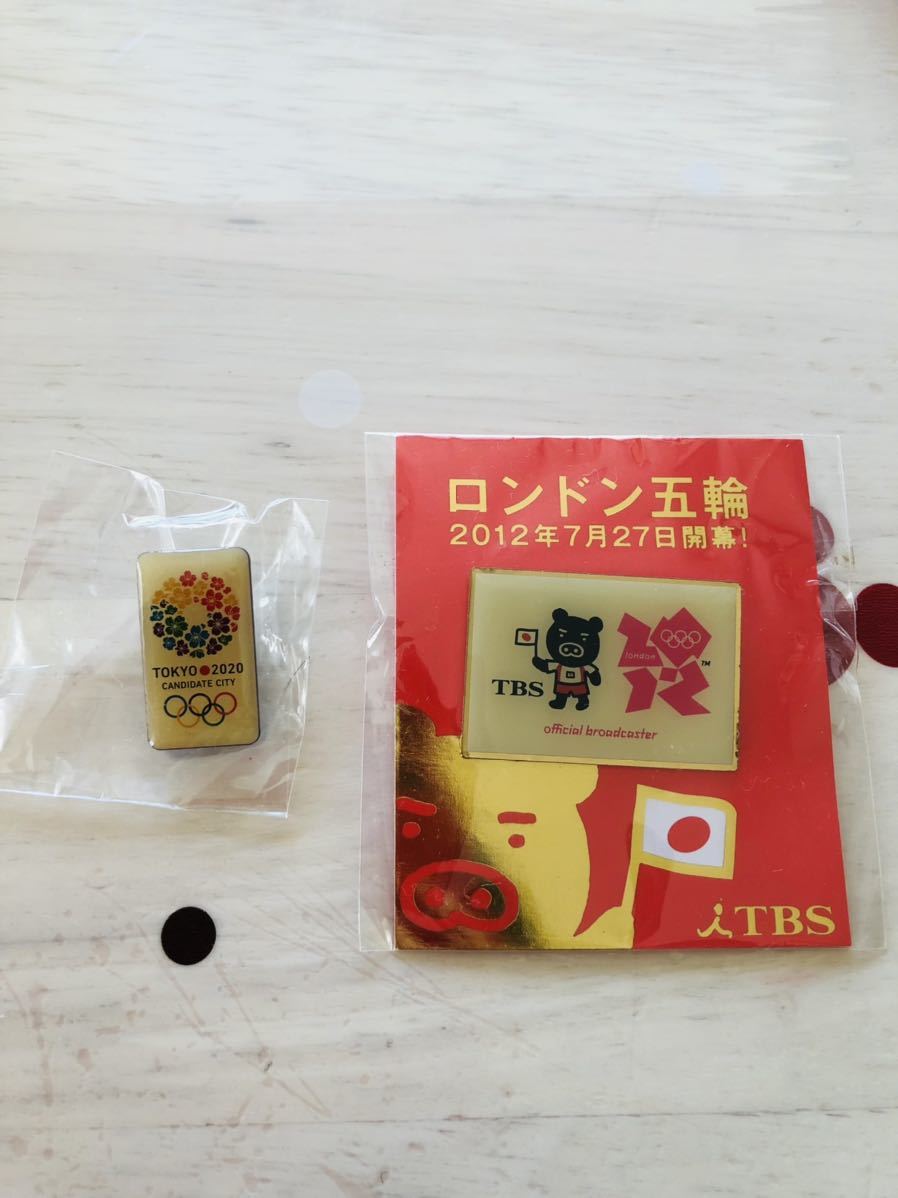 TOKYO 2020
CANDIDATE CITY
ロンドン五輪
2012年7月27日開幕!
TBS
london
TM
official broadcaster
TBS